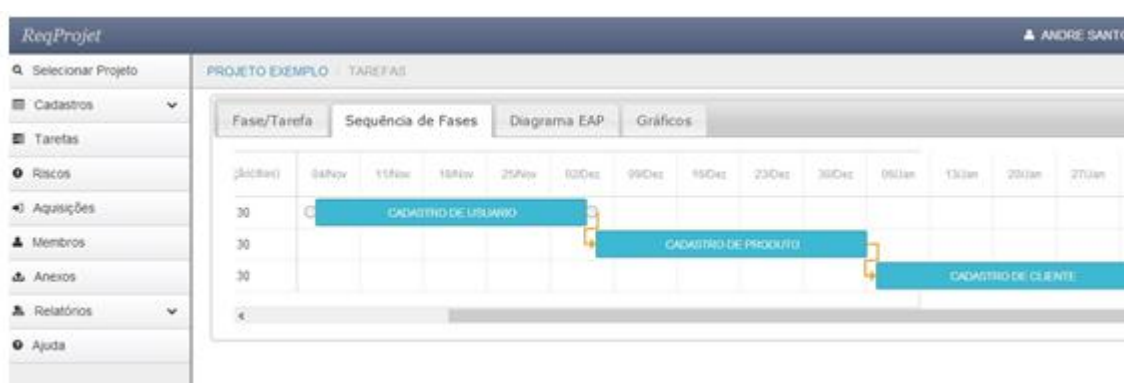 ReqProjet
ANDRE SANTO
Selecionar Projeto
PROJETO EXEMPLO / TAREFAS
Cadastros
Tarefas
Riscos
Aquisições
Membros
Anexos
Relatórios
Ajuda
Fase/Tarefa Sequência de Fases Diagrama EAP Gráficos
04/Nov 11/Nov 18/Nov 25/Nov 02/Dez 09/Dez 16/Dez 23/Dez 30/Dez 06/Jan 13/Jan 20/Jan 27/Jan
30 CADASTRO DE USUARIO
30 CADASTRO DE PRODUTO
30 CADASTRO DE CLIENTE